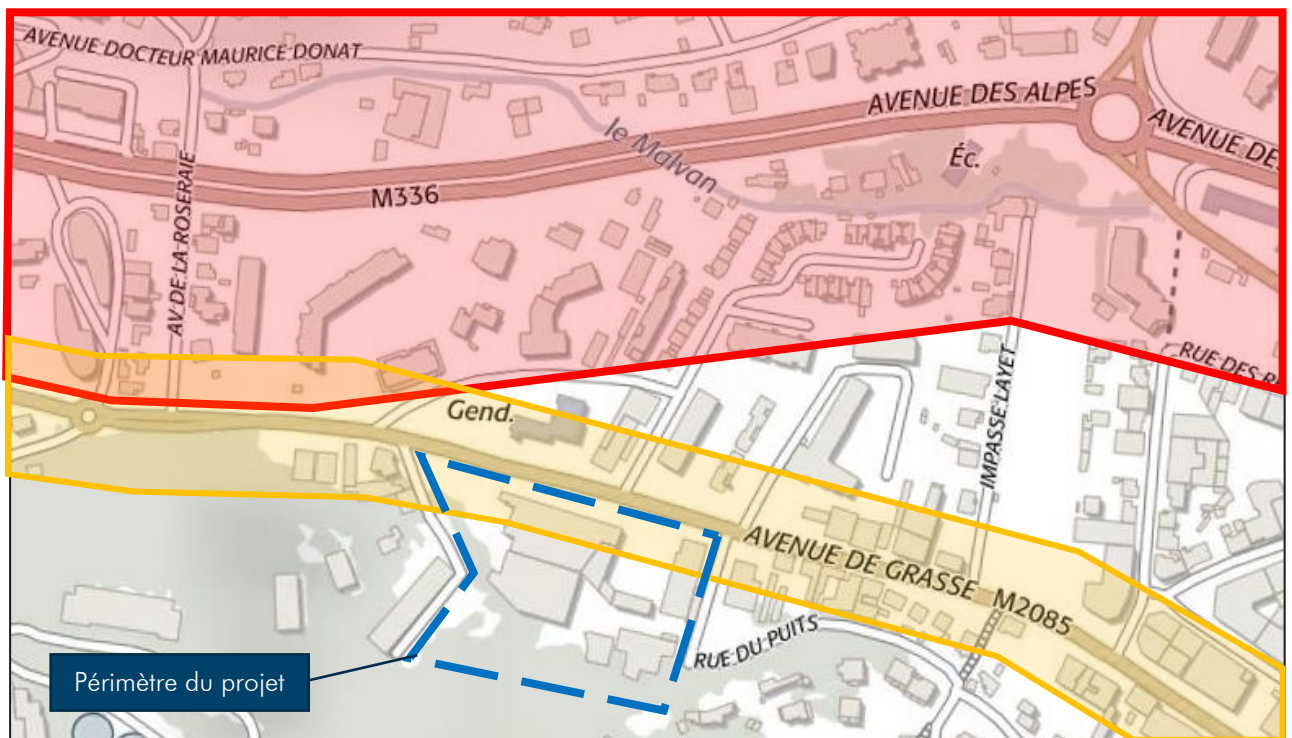 AVENUE DOCTEUR MAURICE DONAT
AVENUE DES ALPES
AVENUE DE
le Malvan
Éc.
M336
AV. DE LA ROSERAIE
RUE DES
IMPASSE LAYET
Gend.
AVENUE DE GRASSE M2085
RUE DU PUITS
Périmètre du projet